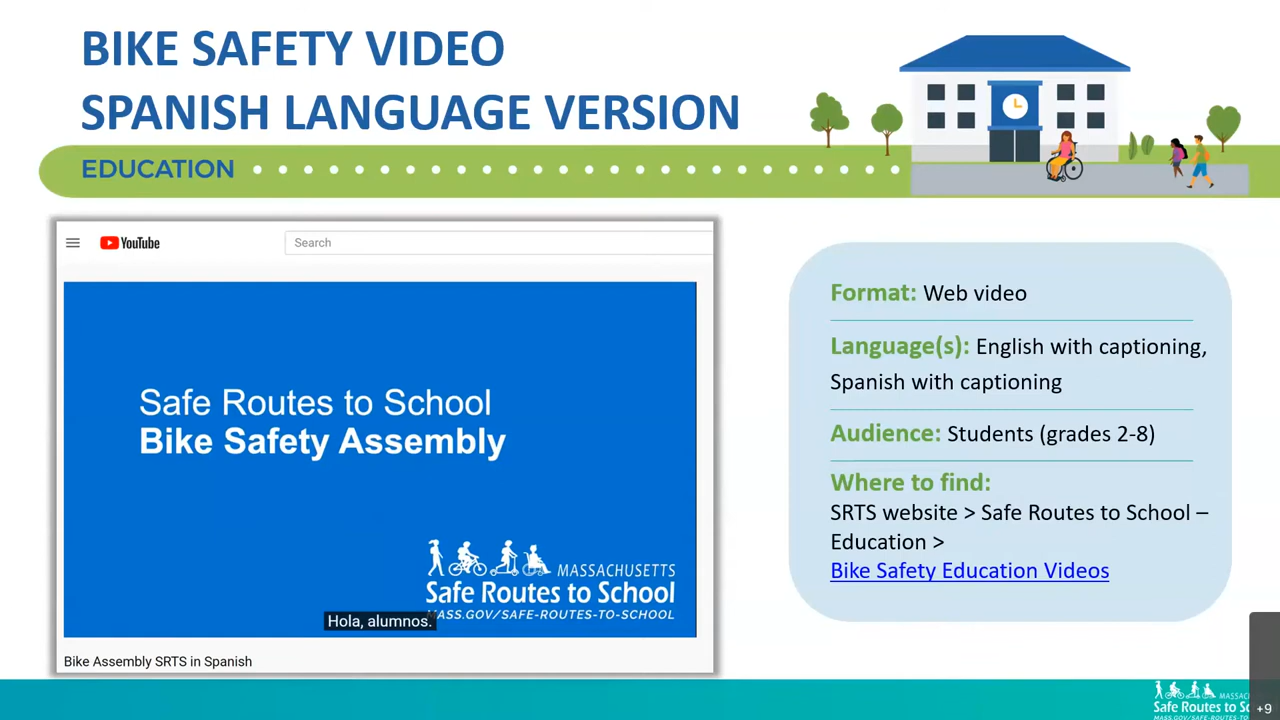 BIKE SAFETY VIDEO
SPANISH LANGUAGE VERSION
EDUCATION
YouTube
Search
Safe Routes to School
Bike Safety Assembly
MASSACHUSETTS
Safe Routes to School
MASS.GOV/SAFE-ROUTES-TO-SCHOOL
Hola, alumnos.
Bike Assembly SRTS in Spanish
Format: Web video
Language(s): English with captioning,
Spanish with captioning
Audience: Students (grades 2-8)
Where to find:
SRTS website > Safe Routes to School –
Education >
Bike Safety Education Videos
Safe Routes to
+9